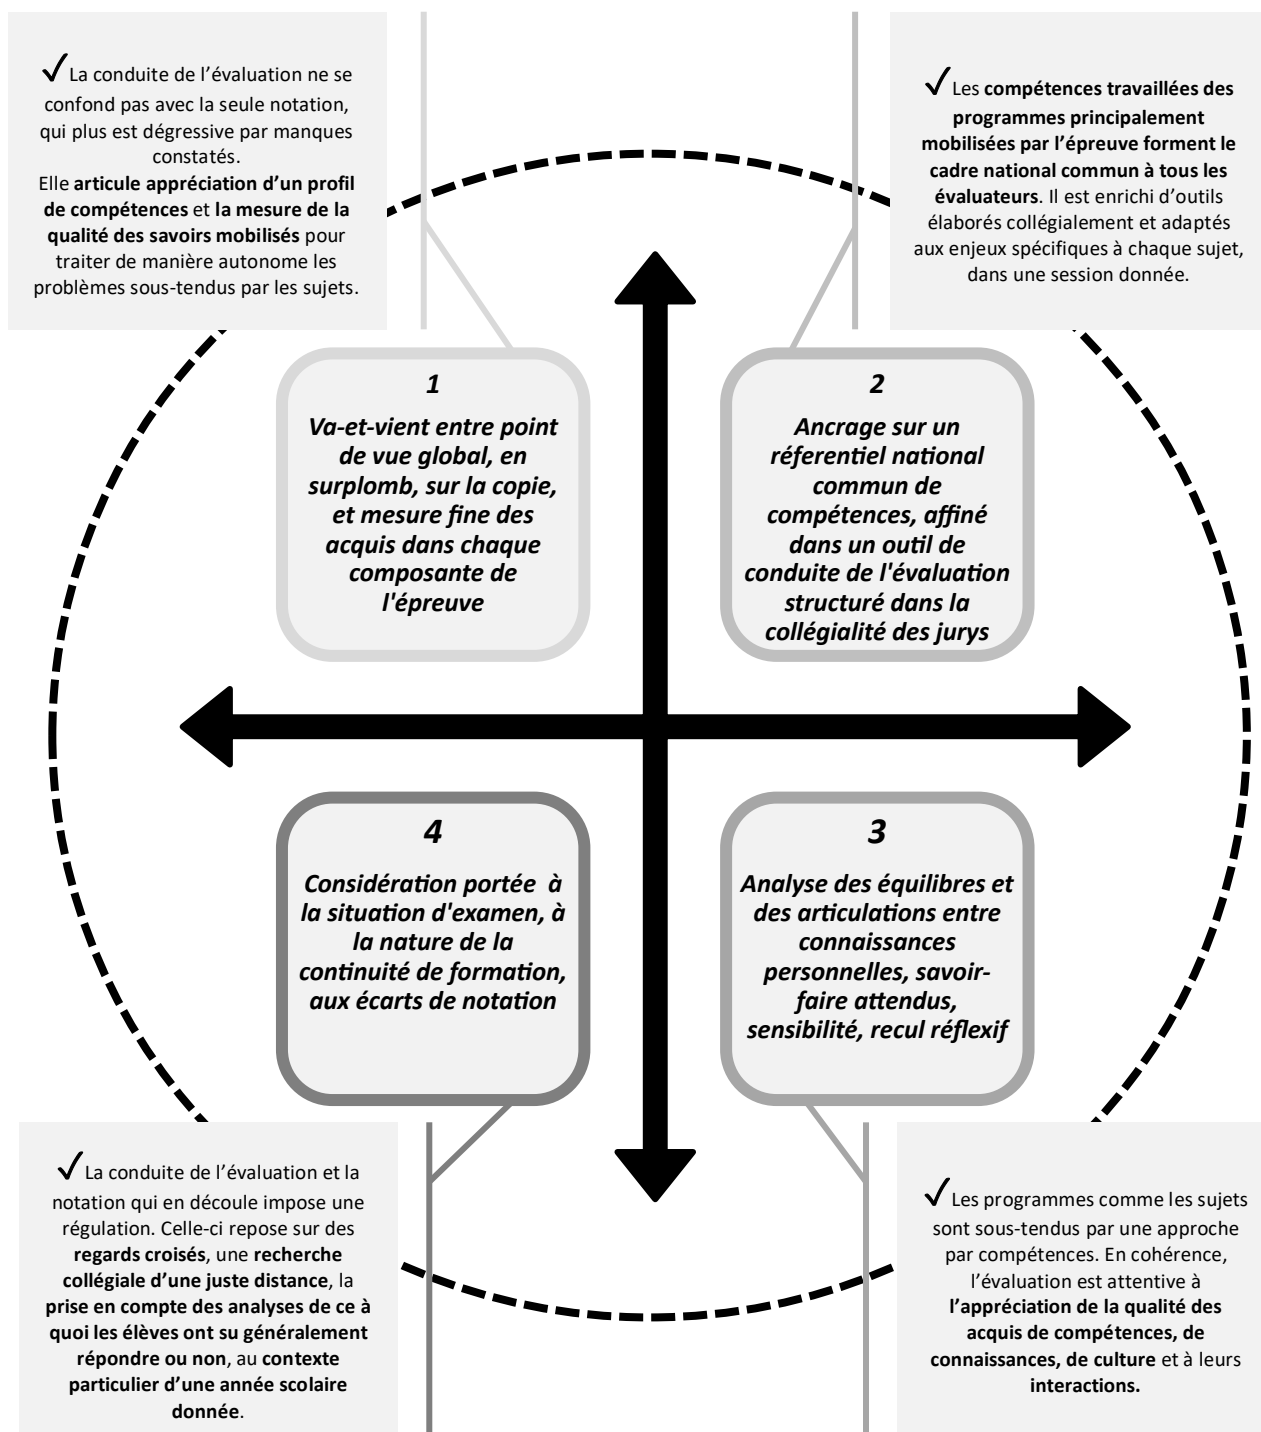 ✓La conduite de l’évaluation ne se
confond pas avec la seule notation,
qui plus est dégressive par manques
constatés.
Elle articule appréciation d’un profil
de compétences et la mesure de la
qualité des savoirs mobilisés pour
traiter de manière autonome les
problèmes sous-tendus par les sujets.
✓Les compétences travaillées des
programmes principalement
mobilisées par l’épreuve forment le
cadre national commun à tous les
évaluateurs. Il est enrichi d’outils
élaborés collégialement et adaptés
aux enjeux spécifiques à chaque sujet,
dans une session donnée.
1
Va-et-vient entre point
de vue global, en
surplomb, sur la copie,
et mesure fine des
acquis dans chaque
composante de
l'épreuve
2
Ancrage sur un
réferentiel national
commun de
compétences, affiné
dans un outil de
conduite de l'évaluation
structuré dans la
collégialité des jurys
4
Considération portée à
la situation d'examen, à
la nature de la
continuité de formation,
aux écarts de notation
3
Analyse des équilibres et
des articulations entre
connaissances
personnelles, savoir-
faire attendus,
sensibilité, recul réflexif
✓La conduite de l’évaluation et la
notation qui en découle impose une
régulation. Celle-ci repose sur des
regards croisés, une recherche
collégiale d’une juste distance, la
prise en compte des analyses de ce à
quoi les élèves ont su généralement
répondre ou non, au contexte
particulier d’une année scolaire
donnée.
✓Les programmes comme les sujets
sont sous-tendus par une approche
par compétences. En cohérence,
l’évaluation est attentive à
l’appréciation de la qualité des
acquis de compétences, de
connaissances, de culture et à leurs
interactions.